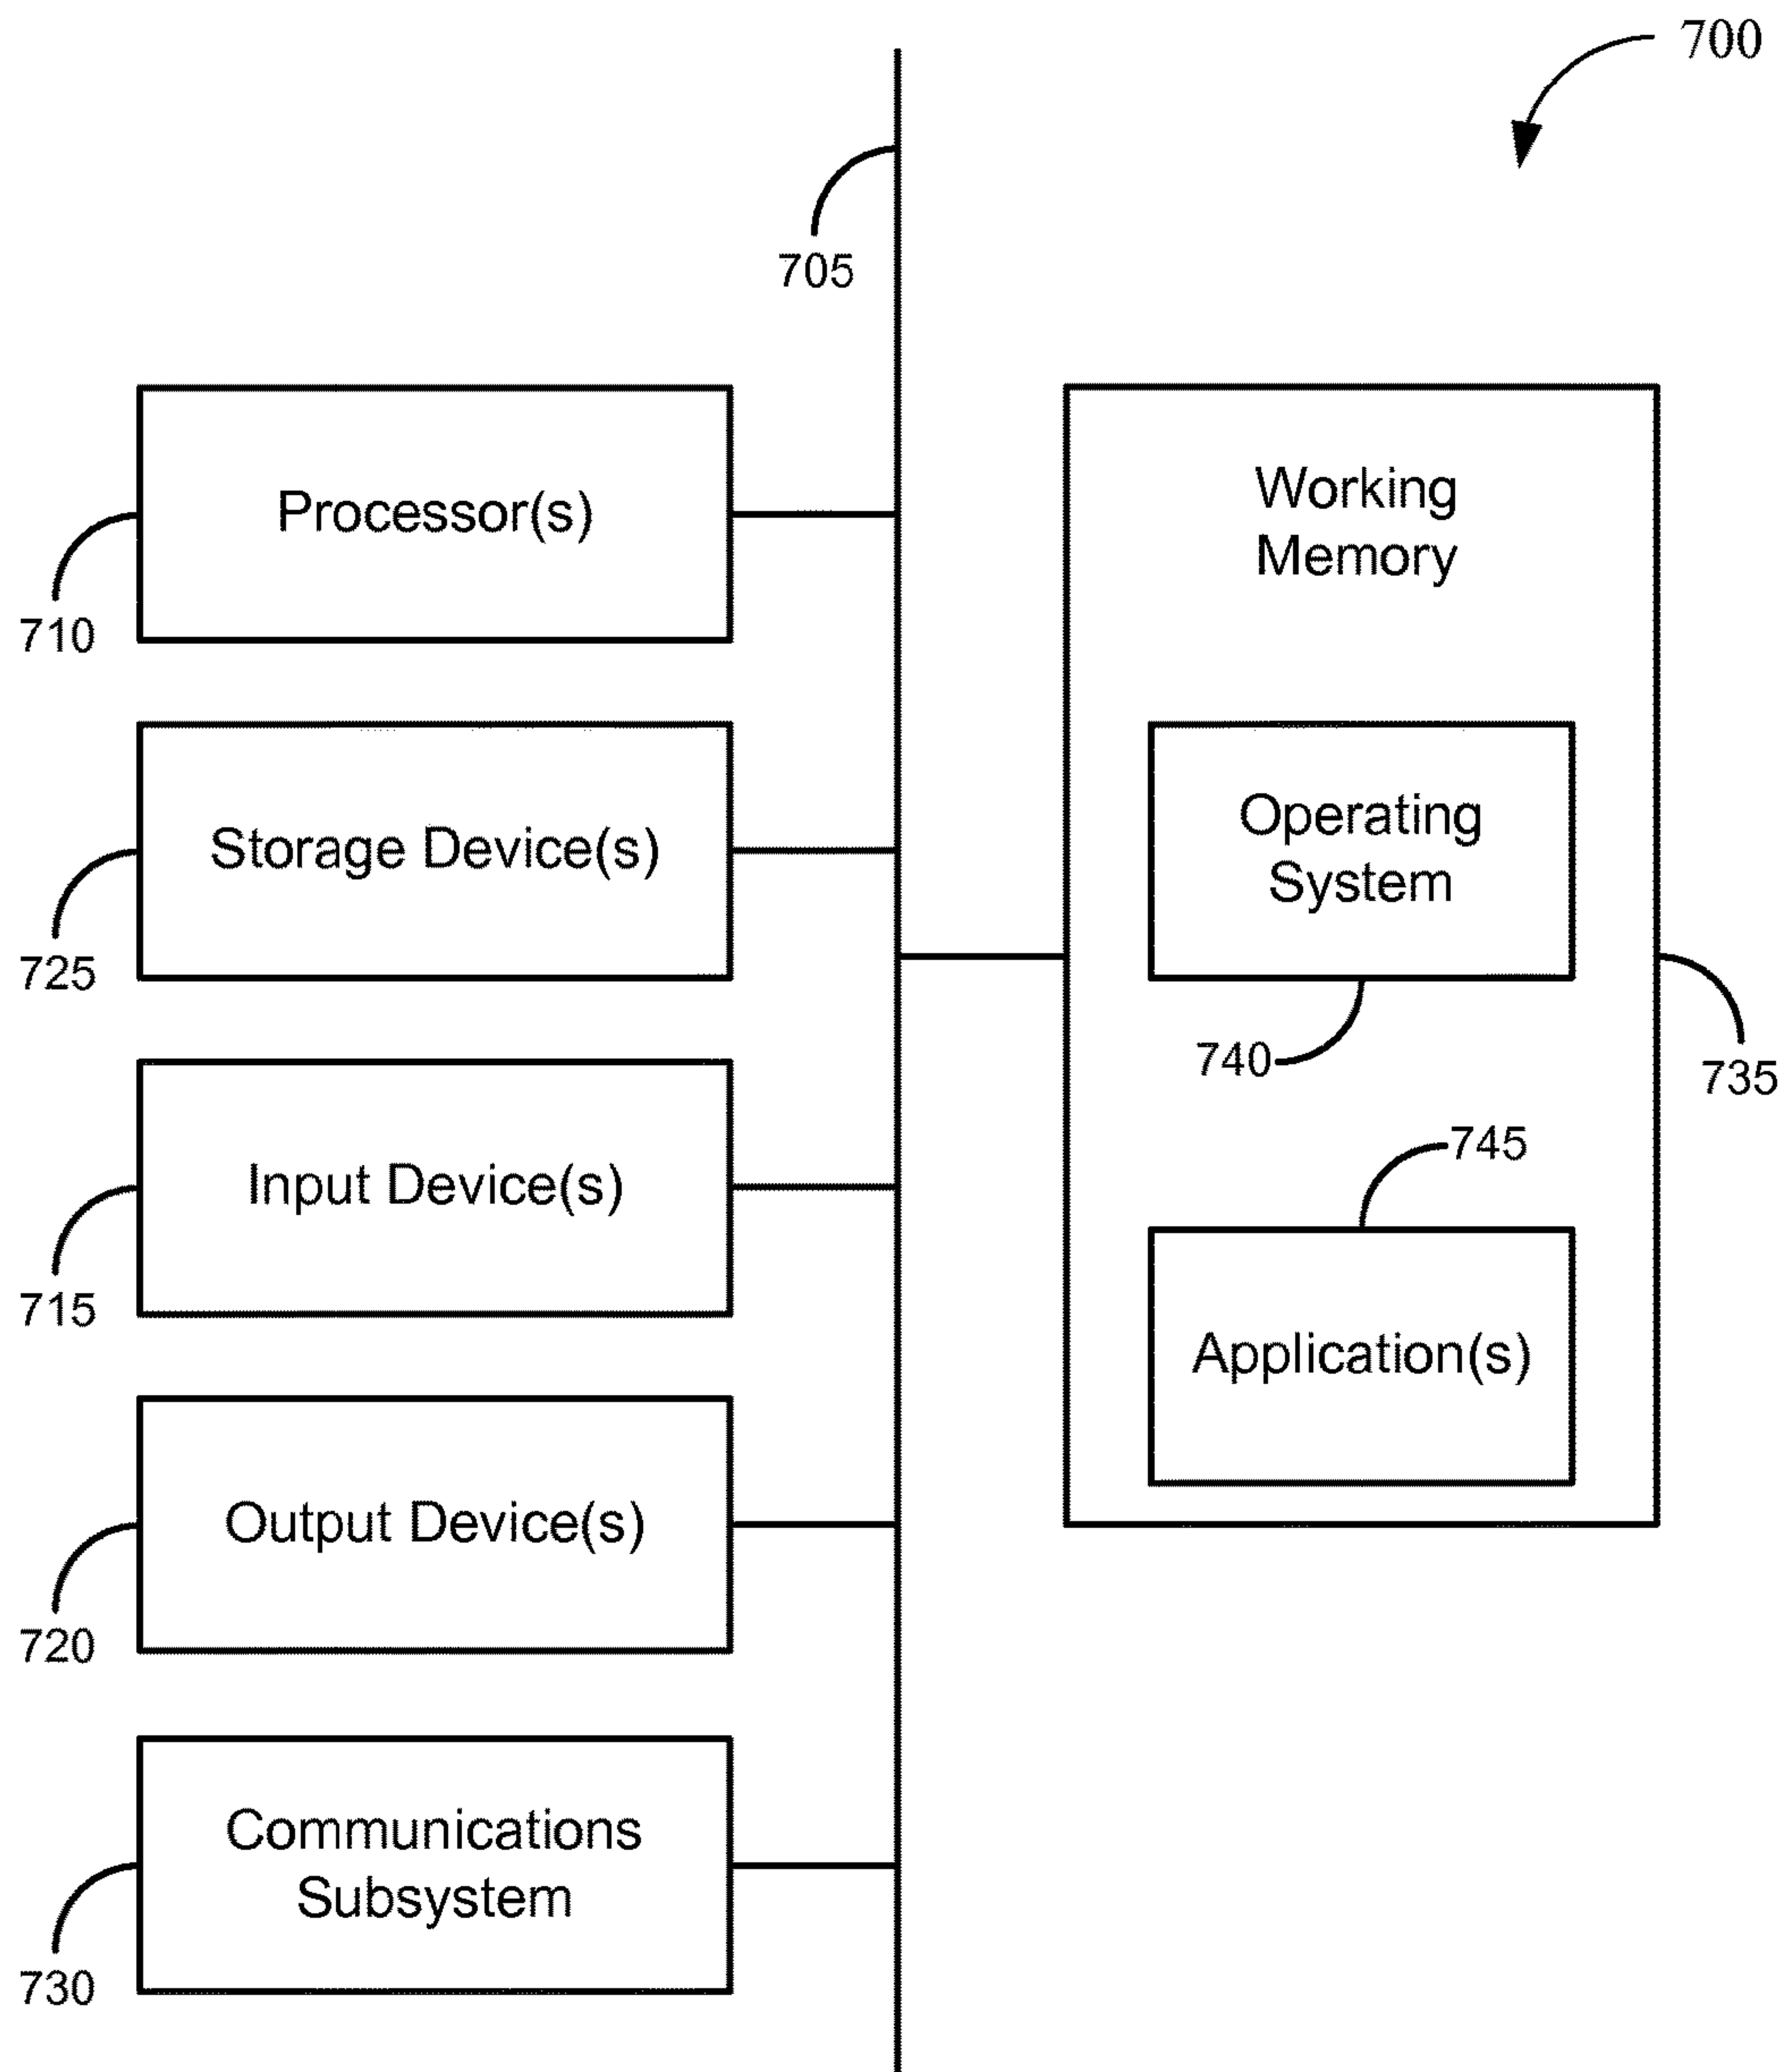 700
705
Processor(s)
710
Storage Device(s)
725
Input Device(s)
715
Output Device(s)
720
Communications
Subsystem
730
Working
Memory
Operating
System
740
735
745
Application(s)